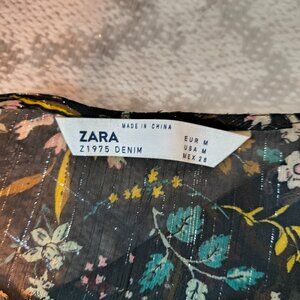 MADE IN CHINA
ZARA
Z1975 DENIM
EUR M
USA M
MEX 28